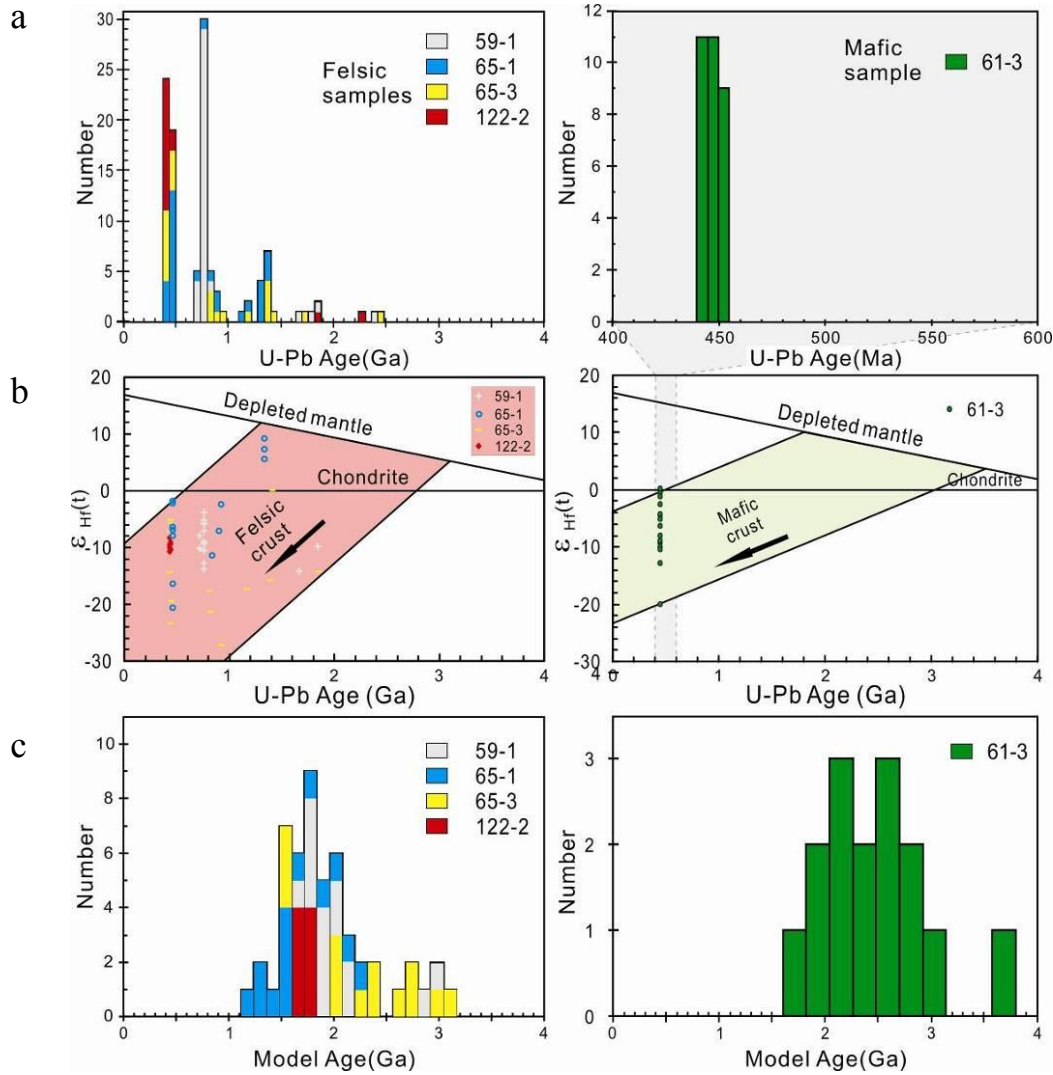 a
30
25
20
15
10
5
0
Number
Felsic
samples
59-1
65-1
65-3
122-2
0 1 2 3 4
U-Pb Age(Ga)
12
10
8
6
4
2
0
Number
Mafic
sample
61-3
400 450 500 550 600
U-Pb Age(Ma)
b
20
10
0
-10
-20
-30
ε Hf(t)
Depleted mantle
Chondrite
Felsic
crust
59-1
65-1
65-3
122-2
0 1 2 3 4
U-Pb Age (Ga)
20
10
0
-10
-20
-30
4
ε Hf(t)
Depleted mantle
Chondrite
Mafic
crust
61-3
0 1 2 3 4
U-Pb Age (Ga)
c
10
8
6
4
2
0
Number
59-1
65-1
65-3
122-2
0 1 2 3 4
Model Age(Ga)
3
2
1
0
Number
61-3
0 1 2 3 4
Model Age(Ga)